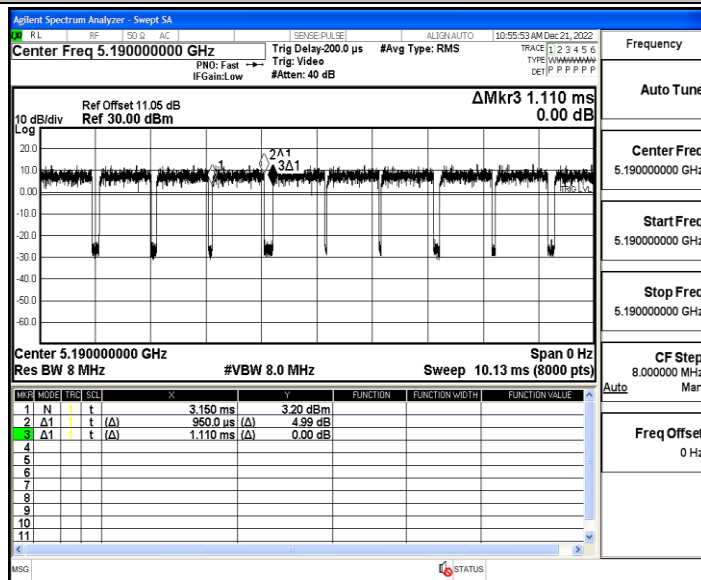 Agilent Spectrum Analyzer - Swept SA
RL RF 50 Ω AC SENSE:PULSE ALIGN AUTO 10:55:53 AM Dec 21, 2022
Center Freq 5.190000000 GHz
PNO: Fast
IFGain:Low
Trig Delay-200.0 µs
Trig: Video
#Atten: 40 dB
#Avg Type: RMS
TRACE 1 2 3 4 5 6
TYPE
DET P P P P P P
Ref Offset 11.05 dB
10 dB/div Ref 30.00 dBm
Log
ΔMkr3 1.110 ms
0.00 dB
20.0
10.0
0.00
-10.0
-20.0
-30.0
-40.0
-50.0
-60.0
1
2Δ1
3Δ1
TRIG LVL
Center 5.190000000 GHz Span 0 Hz
Res BW 8 MHz #VBW 8.0 MHz Sweep 10.13 ms (8000 pts)
MKR MODE TRC SCL X Y FUNCTION FUNCTION WIDTH FUNCTION VALUE
1 N t 3.150 ms 3.20 dBm
2 Δ1 t (Δ) 950.0 µs (Δ) 4.99 dB
3 Δ1 t (Δ) 1.110 ms (Δ) 0.00 dB
4
5
6
7
8
9
10
11
MSG STATUS
Frequency
Auto Tune
Center Freq
5.190000000 GHz
Start Freq
5.190000000 GHz
Stop Freq
5.190000000 GHz
CF Step
8.000000 MHz
Auto Man
Freq Offset
0 Hz